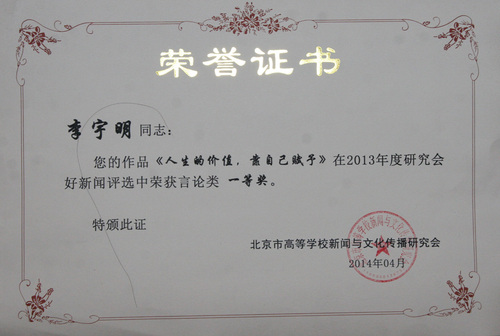 荣誉证书
李宇明同志：
您的作品《人生的价值，靠自己赋予》在2013年度研究会
好新闻评选中荣获言论类 一等奖。
特颁此证
北京市高等学校新闻与文化传播研究会
2014年04月